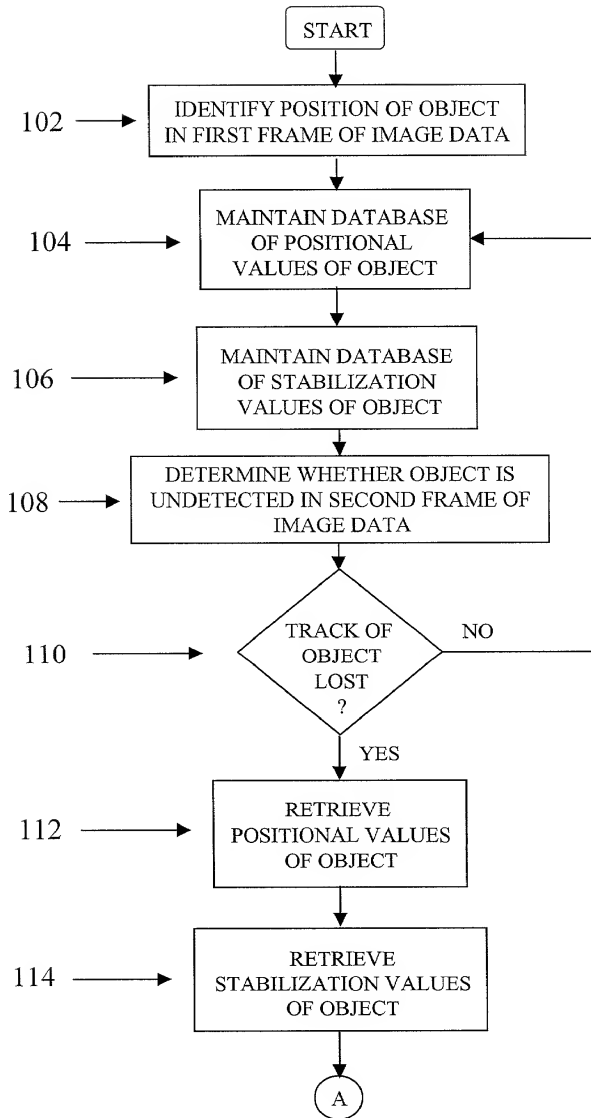 START
102
IDENTIFY POSITION OF OBJECT
IN FIRST FRAME OF IMAGE DATA
104
MAINTAIN DATABASE
OF POSITIONAL
VALUES OF OBJECT
106
MAINTAIN DATABASE
OF STABILIZATION
VALUES OF OBJECT
108
DETERMINE WHETHER OBJECT IS
UNDETECTED IN SECOND FRAME OF
IMAGE DATA
110
TRACK OF
OBJECT
LOST
?
NO
YES
112
RETRIEVE
POSITIONAL VALUES
OF OBJECT
114
RETRIEVE
STABILIZATION VALUES
OF OBJECT
A